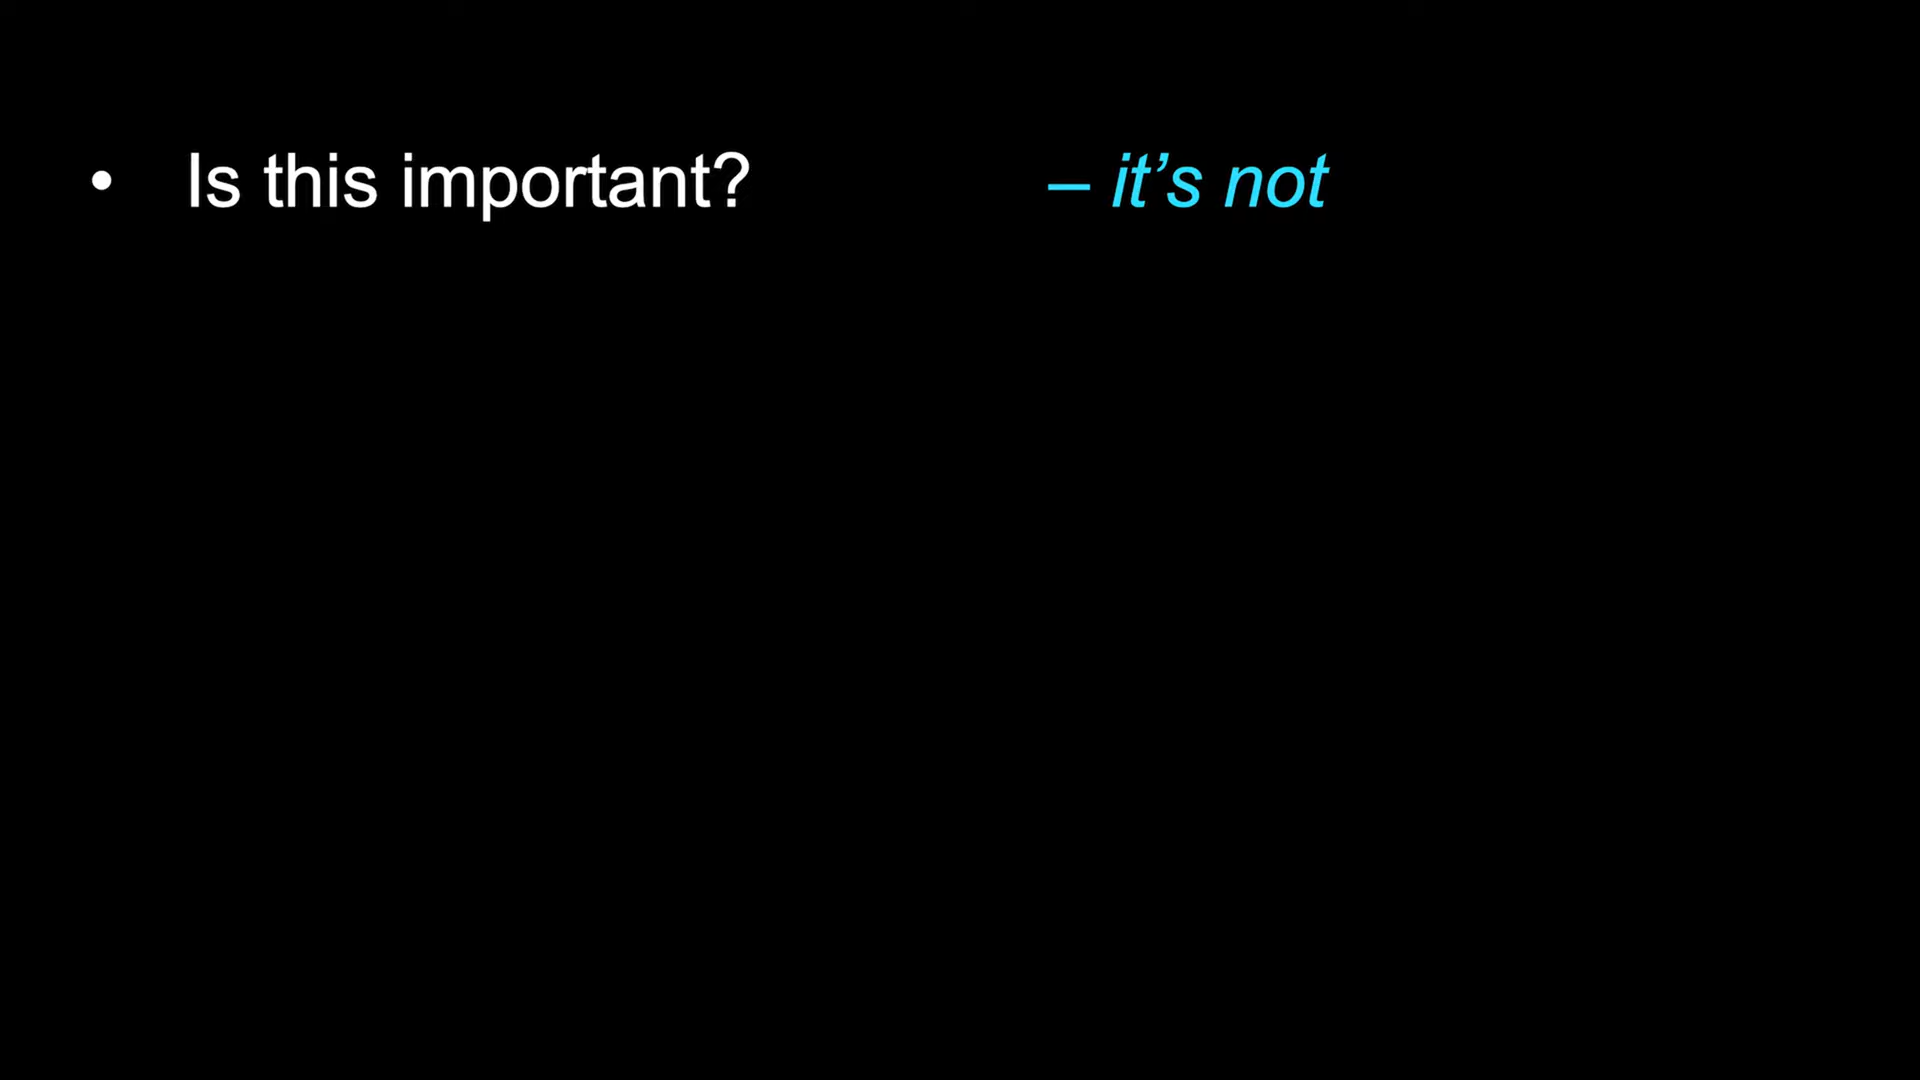 • Is this important? – it’s not